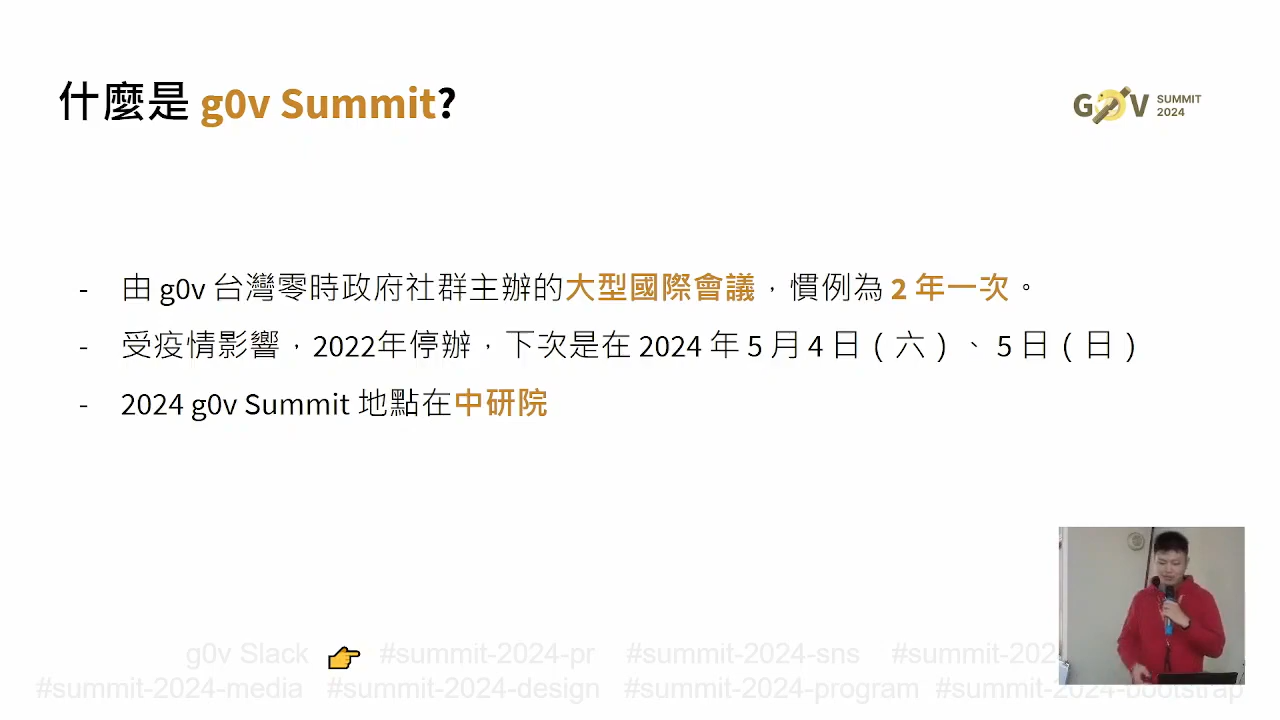 什麼是 g0v Summit?
G0V SUMMIT 2024
- 由 g0v 台灣零時政府社群主辦的大型國際會議，慣例為 2 年一次。
- 受疫情影響，2022年停辦，下次是在 2024 年 5 月 4 日（六）、 5 日（日）
- 2024 g0v Summit 地點在中研院
g0v Slack 👉 #summit-2024-pr #summit-2024-sns
#summit-2024-media #summit-2024-design #summit-2024-program #summit-2024-bootstrap